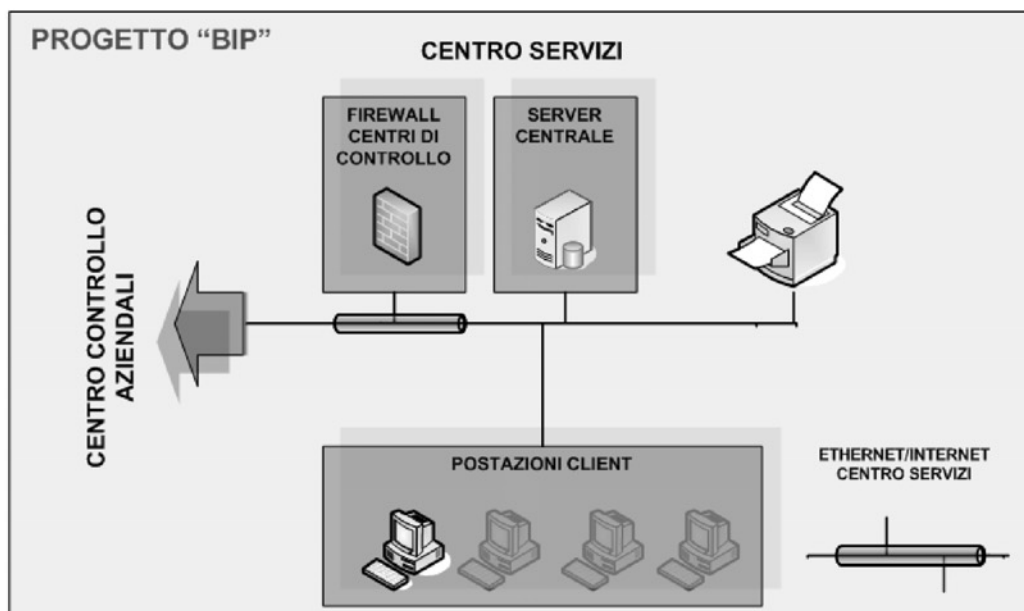 PROGETTO “BIP”
CENTRO SERVIZI
FIREWALL
CENTRI DI
CONTROLLO
SERVER
CENTRALE
CENTRO CONTROLLO
AZIENDALI
POSTAZIONI CLIENT
ETHERNET/INTERNET
CENTRO SERVIZI